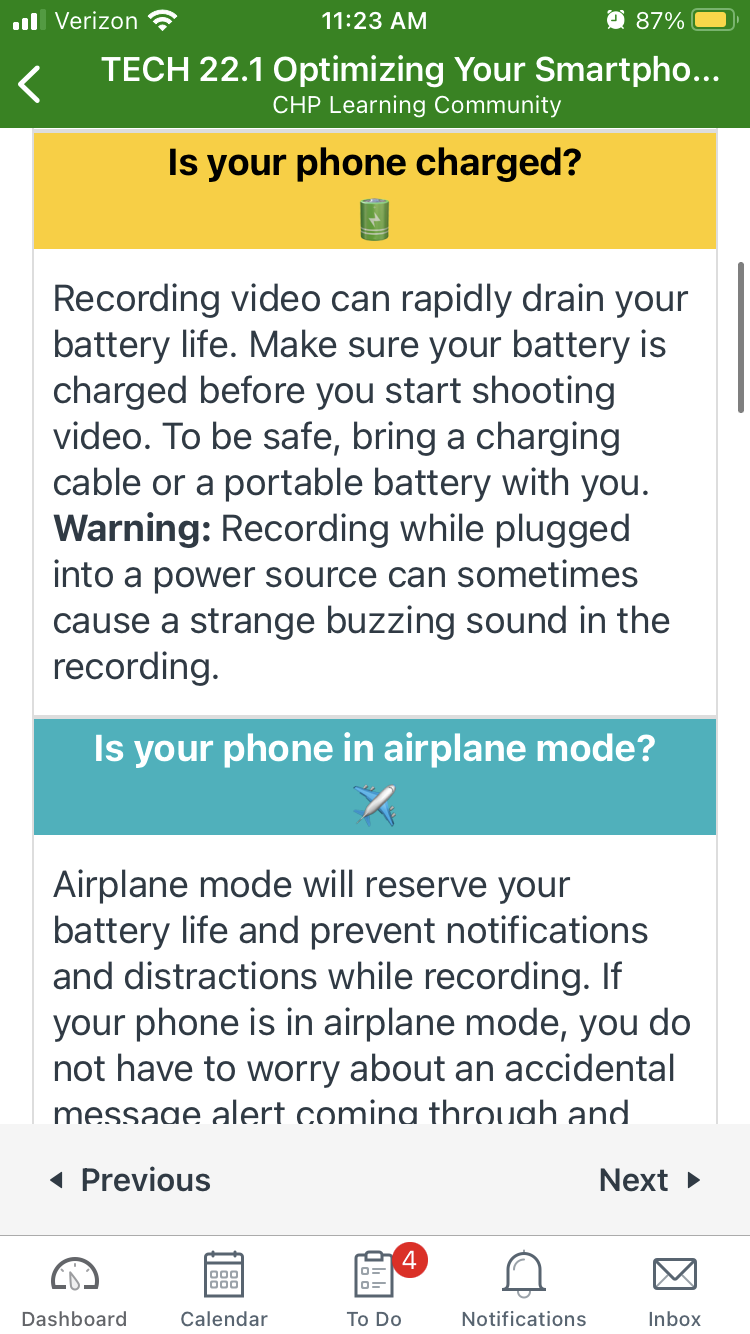 Verizon 11:23 AM 87%
TECH 22.1 Optimizing Your Smartpho...
CHP Learning Community
Is your phone charged?
Recording video can rapidly drain your
battery life. Make sure your battery is
charged before you start shooting
video. To be safe, bring a charging
cable or a portable battery with you.
Warning: Recording while plugged
into a power source can sometimes
cause a strange buzzing sound in the
recording.
Is your phone in airplane mode?
Airplane mode will reserve your
battery life and prevent notifications
and distractions while recording. If
your phone is in airplane mode, you do
not have to worry about an accidental
message alert coming through and
Previous Next
4
Dashboard Calendar To Do Notifications Inbox